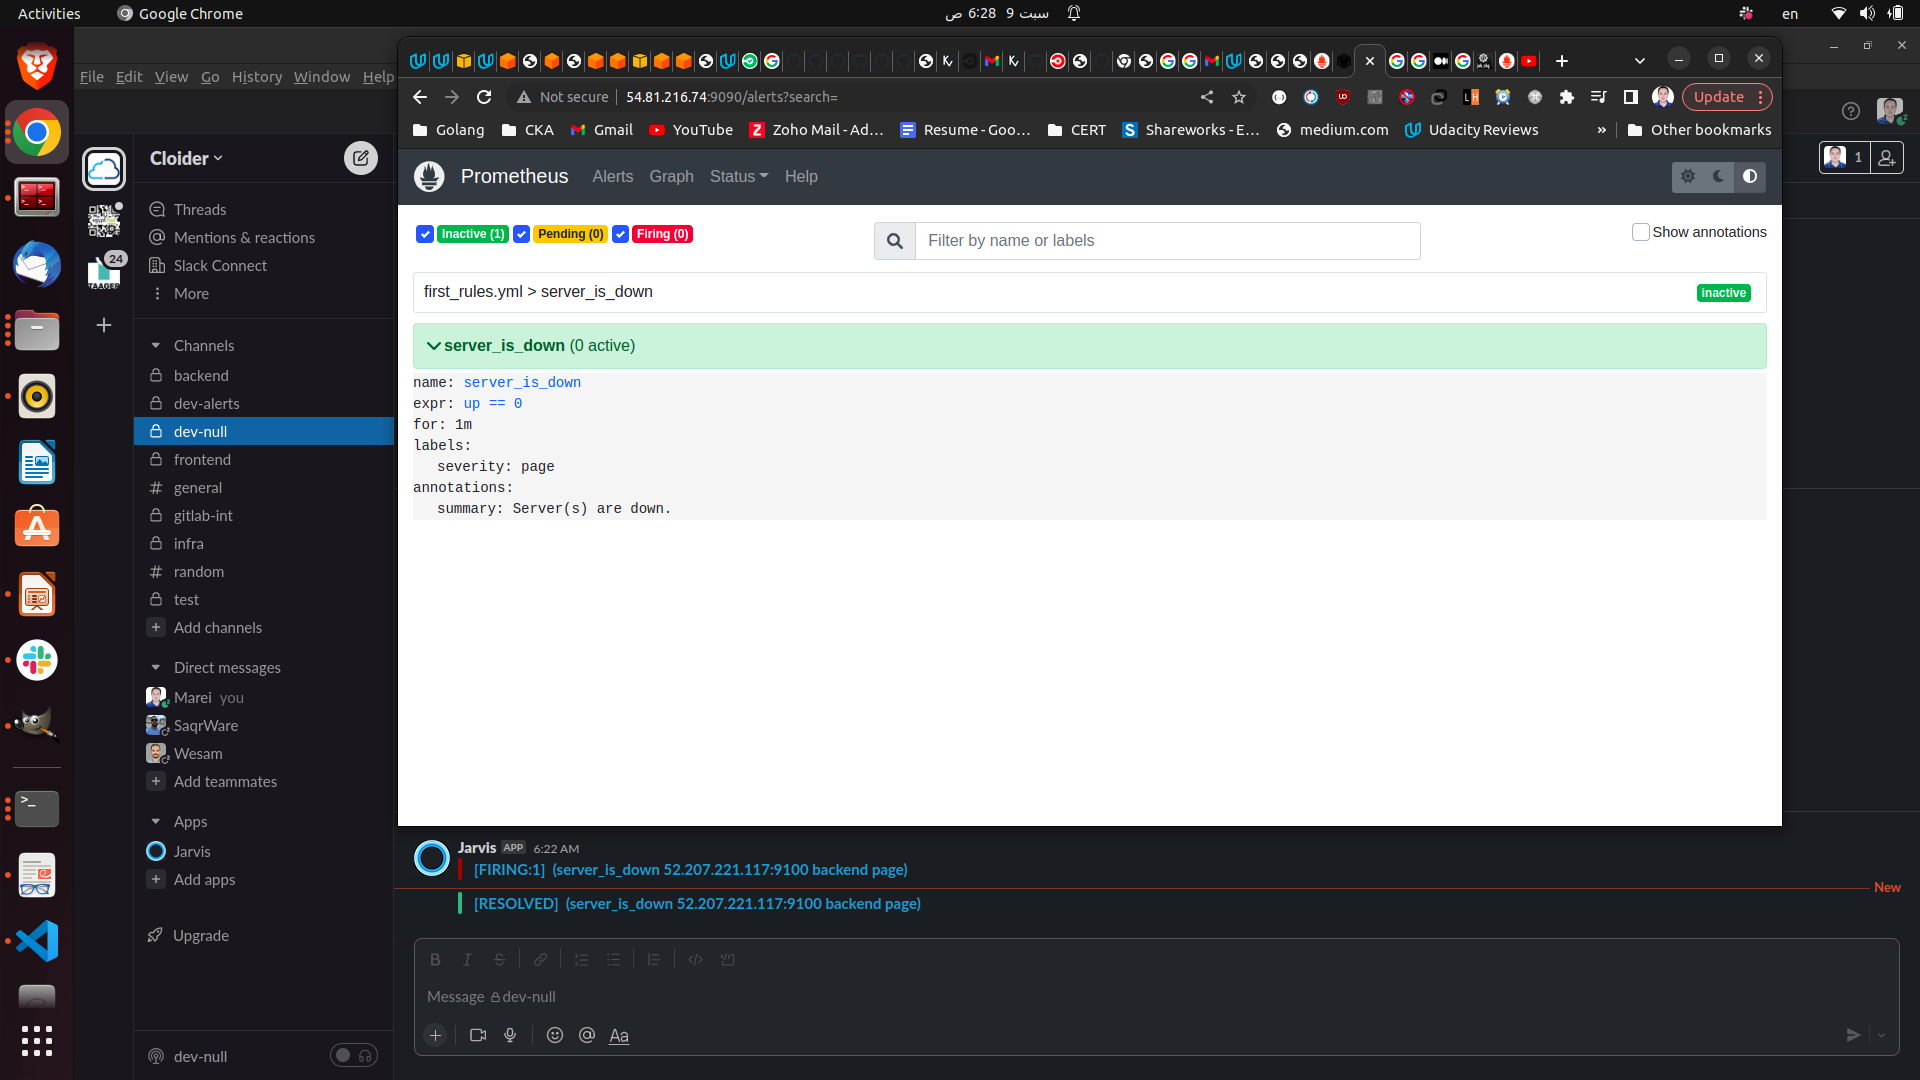 Activities
Google Chrome
سبت 9 6:28 ص
en
File Edit View Go History Window Help
Not secure 54.81.216.74:9090/alerts?search=
Update
Golang
CKA
Gmail
YouTube
Zoho Mail - Ad...
Resume - Goo...
CERT
Shareworks - E...
medium.com
Udacity Reviews
»
Other bookmarks
Prometheus
Alerts
Graph
Status
Help
Inactive (1)
Pending (0)
Firing (0)
Filter by name or labels
Show annotations
first_rules.yml > server_is_down
inactive
server_is_down (0 active)
name: server_is_down
expr: up == 0
for: 1m
labels:
severity: page
annotations:
summary: Server(s) are down.
Cloider
24
1
Threads
Mentions & reactions
Slack Connect
More
Channels
backend
dev-alerts
dev-null
frontend
general
gitlab-int
infra
random
test
Add channels
Direct messages
Marei you
SaqrWare
Wesam
Add teammates
Apps
Jarvis
Add apps
Upgrade
dev-null
Jarvis APP 6:22 AM
[FIRING:1] (server_is_down 52.207.221.117:9100 backend page)
New
[RESOLVED] (server_is_down 52.207.221.117:9100 backend page)
Message dev-null
Aa